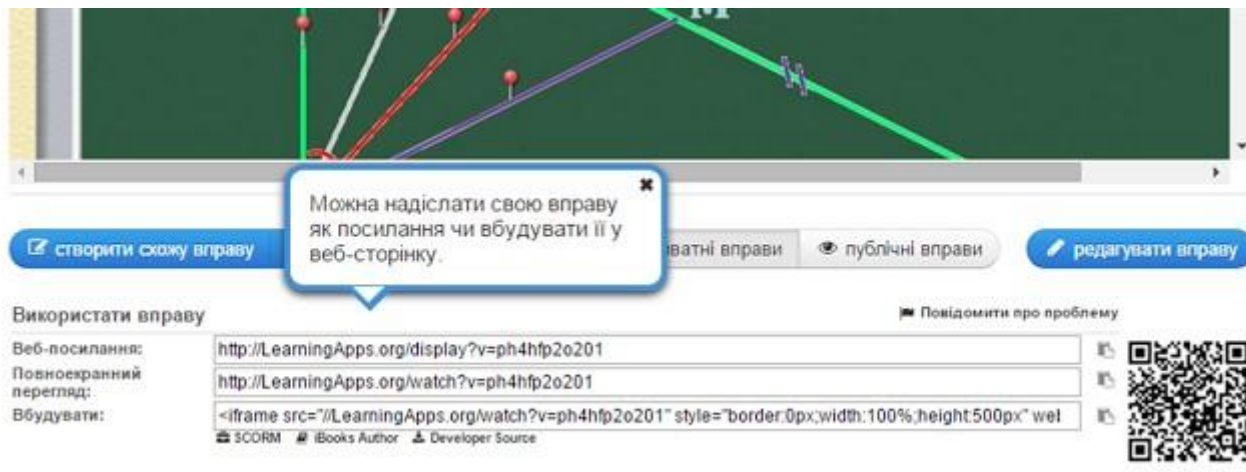 M
Можна надіслати свою вправу
як посилання чи вбудувати її у
веб-сторінку.
створити схожу вправу
ватні вправи
публічні вправи
редагувати вправу
Використати вправу
Повідомити про проблему
Веб-посилання:
http://LearningApps.org/display?v=ph4hfp2o201
Повноекранний
перегляд:
http://LearningApps.org/watch?v=ph4hfp2o201
Вбудувати:
<iframe src="//LearningApps.org/watch?v=ph4hfp2o201" style="border:0px;width:100%;height:500px" wel
SCORM iBooks Author Developer Source